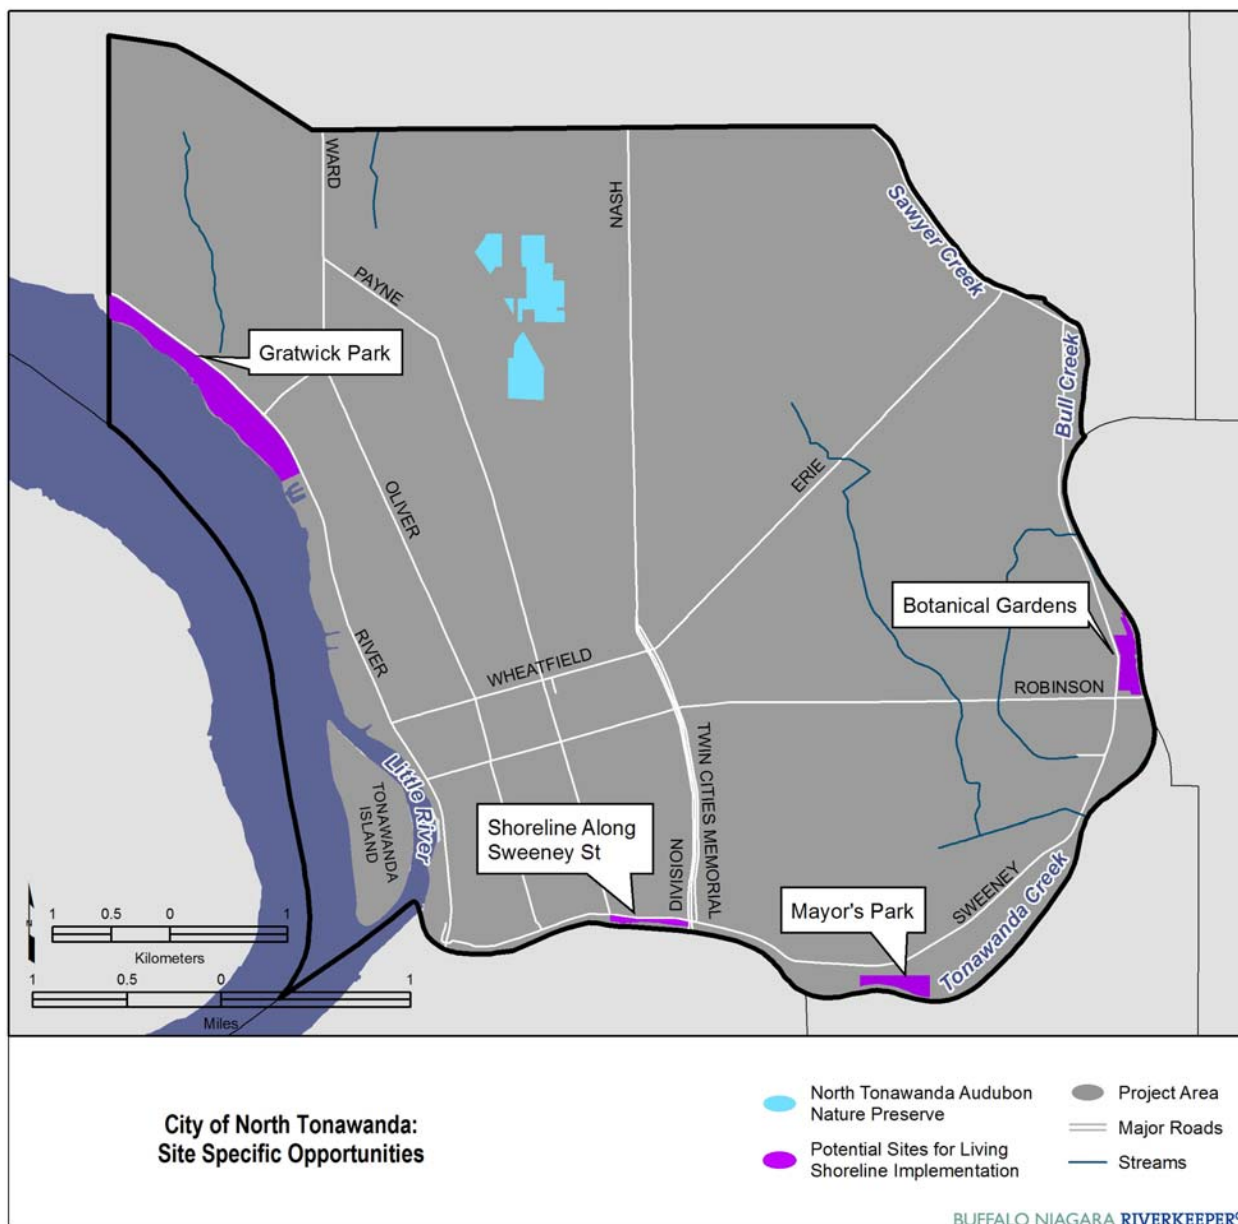 WARD
NASH
Sawyer Creek
PAYNE
Gratwick Park
Bull Creek
ERIE
OLIVER
Botanical Gardens
RIVER
WHEATFIELD
ROBINSON
TWIN CITIES MEMORIAL
Little River
TONAWANDA
ISLAND
Shoreline Along
Sweeney St
DIVISION
SWEENEY
Mayor's Park
Tonawanda Creek
N
1 0.5 0 1
Kilometers
1 0.5 0 1
Miles
City of North Tonawanda:
Site Specific Opportunities
North Tonawanda Audubon
Nature Preserve
Potential Sites for Living
Shoreline Implementation
Project Area
Major Roads
Streams
BUFFALO NIAGARA RIVERKEEPER®